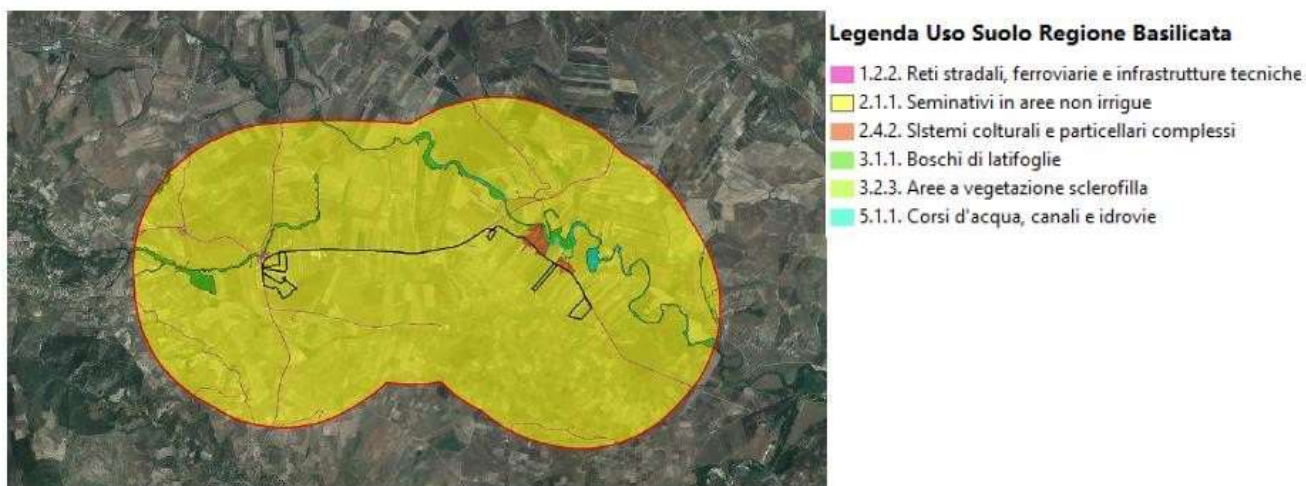 Legenda Uso Suolo Regione Basilicata
1.2.2. Reti stradali, ferroviarie e infrastrutture tecniche
2.1.1. Seminativi in aree non irrigue
2.4.2. SIstemi colturali e particellari complessi
3.1.1. Boschi di latifoglie
3.2.3. Aree a vegetazione sclerofilla
5.1.1. Corsi d'acqua, canali e idrovie